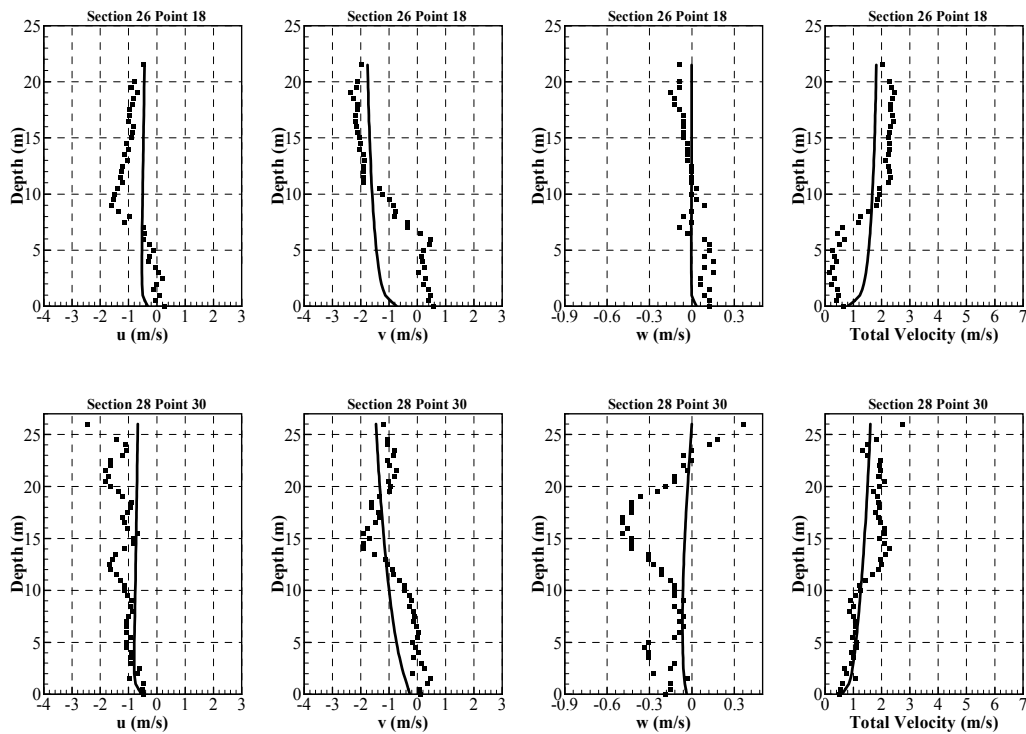 Section 26 Point 18
Section 26 Point 18
Section 26 Point 18
Section 26 Point 18
25
20
15
10
5
0
Depth (m)
-4 -3 -2 -1 0 1 2 3
u (m/s)
25
20
15
10
5
0
Depth (m)
-4 -3 -2 -1 0 1 2 3
v (m/s)
25
20
15
10
5
0
Depth (m)
-0.9 -0.6 -0.3 0 0.3
w (m/s)
25
20
15
10
5
0
Depth (m)
0 1 2 3 4 5 6 7
Total Velocity (m/s)
Section 28 Point 30
Section 28 Point 30
Section 28 Point 30
Section 28 Point 30
25
20
15
10
5
0
Depth (m)
-4 -3 -2 -1 0 1 2 3
u (m/s)
25
20
15
10
5
0
Depth (m)
-4 -3 -2 -1 0 1 2 3
v (m/s)
25
20
15
10
5
0
Depth (m)
-0.9 -0.6 -0.3 0 0.3
w (m/s)
25
20
15
10
5
0
Depth (m)
0 1 2 3 4 5 6 7
Total Velocity (m/s)